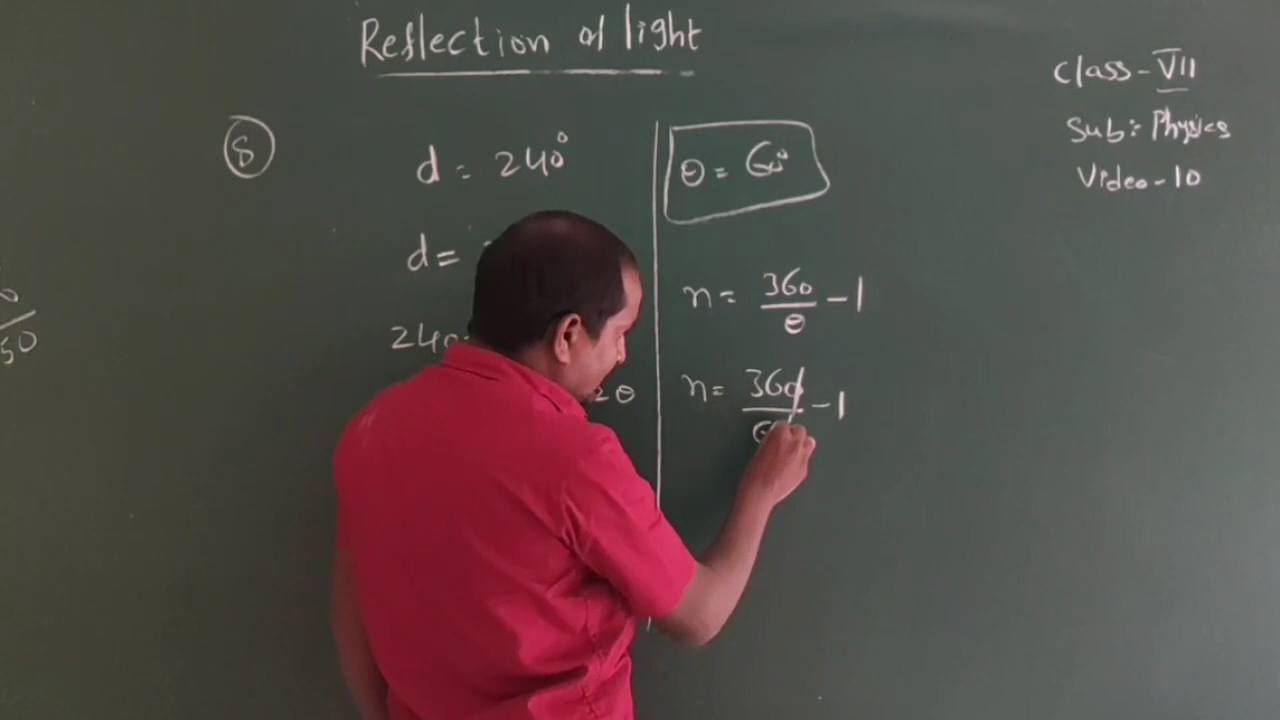 Reflection of light
Class - VII
Sub: Physics
Video - 10
8
d = 240°
d =
240
2θ
θ = 60°
n = 360/θ - 1
n = 360/60 - 1
50